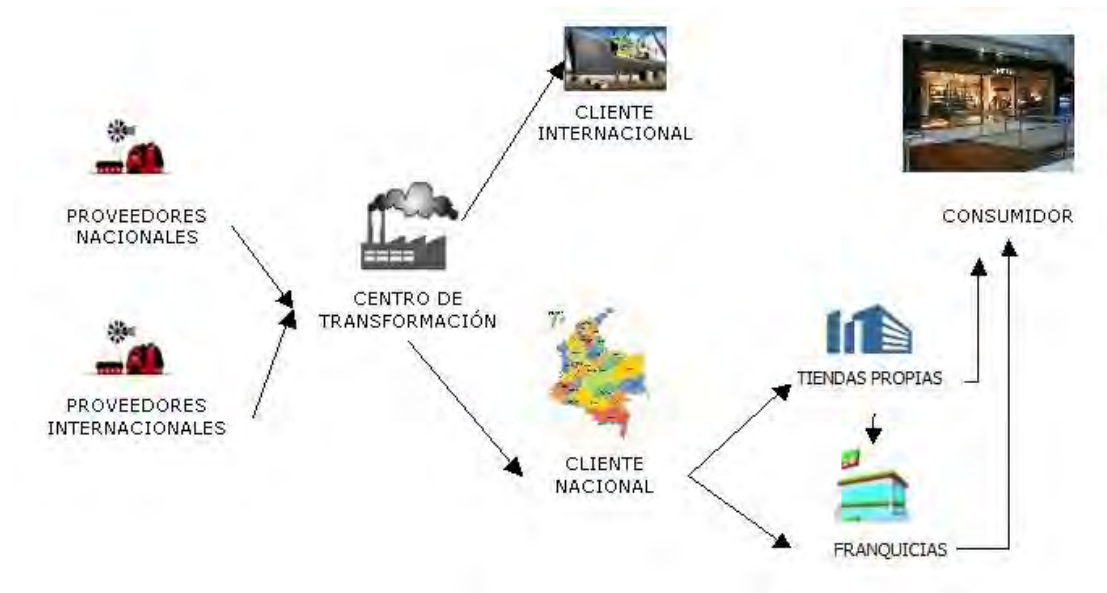 CLIENTE
INTERNACIONAL
PROVEEDORES
NACIONALES
CONSUMIDOR
CENTRO DE
TRANSFORMACIÓN
TIENDAS PROPIAS
PROVEEDORES
INTERNACIONALES
CLIENTE
NACIONAL
FRANQUICIAS